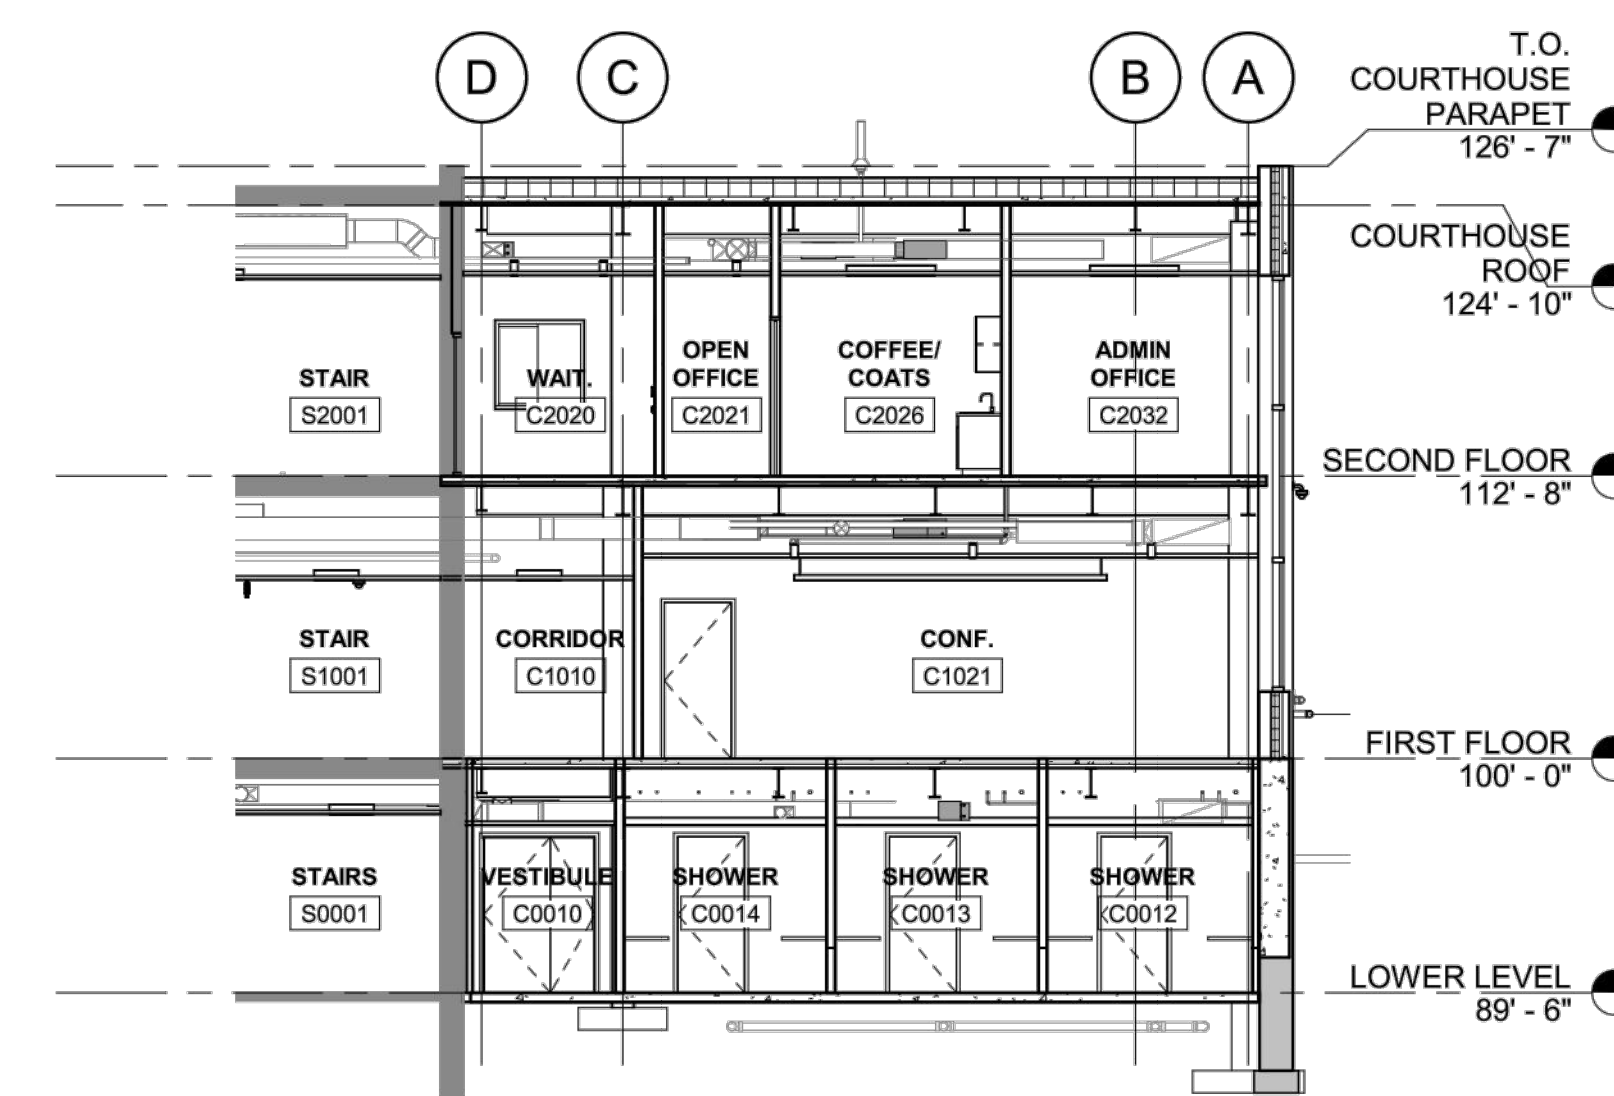 D
C
B
A
T.O.
COURTHOUSE
PARAPET
126' - 7"
COURTHOUSE
ROOF
124' - 10"
STAIR
S2001
WAIT.
C2020
OPEN
OFFICE
C2021
COFFEE/
COATS
C2026
ADMIN
OFFICE
C2032
SECOND FLOOR
112' - 8"
STAIR
S1001
CORRIDOR
C1010
CONF.
C1021
FIRST FLOOR
100' - 0"
STAIRS
S0001
VESTIBULE
C0010
SHOWER
C0014
SHOWER
C0013
SHOWER
C0012
LOWER LEVEL
89' - 6"